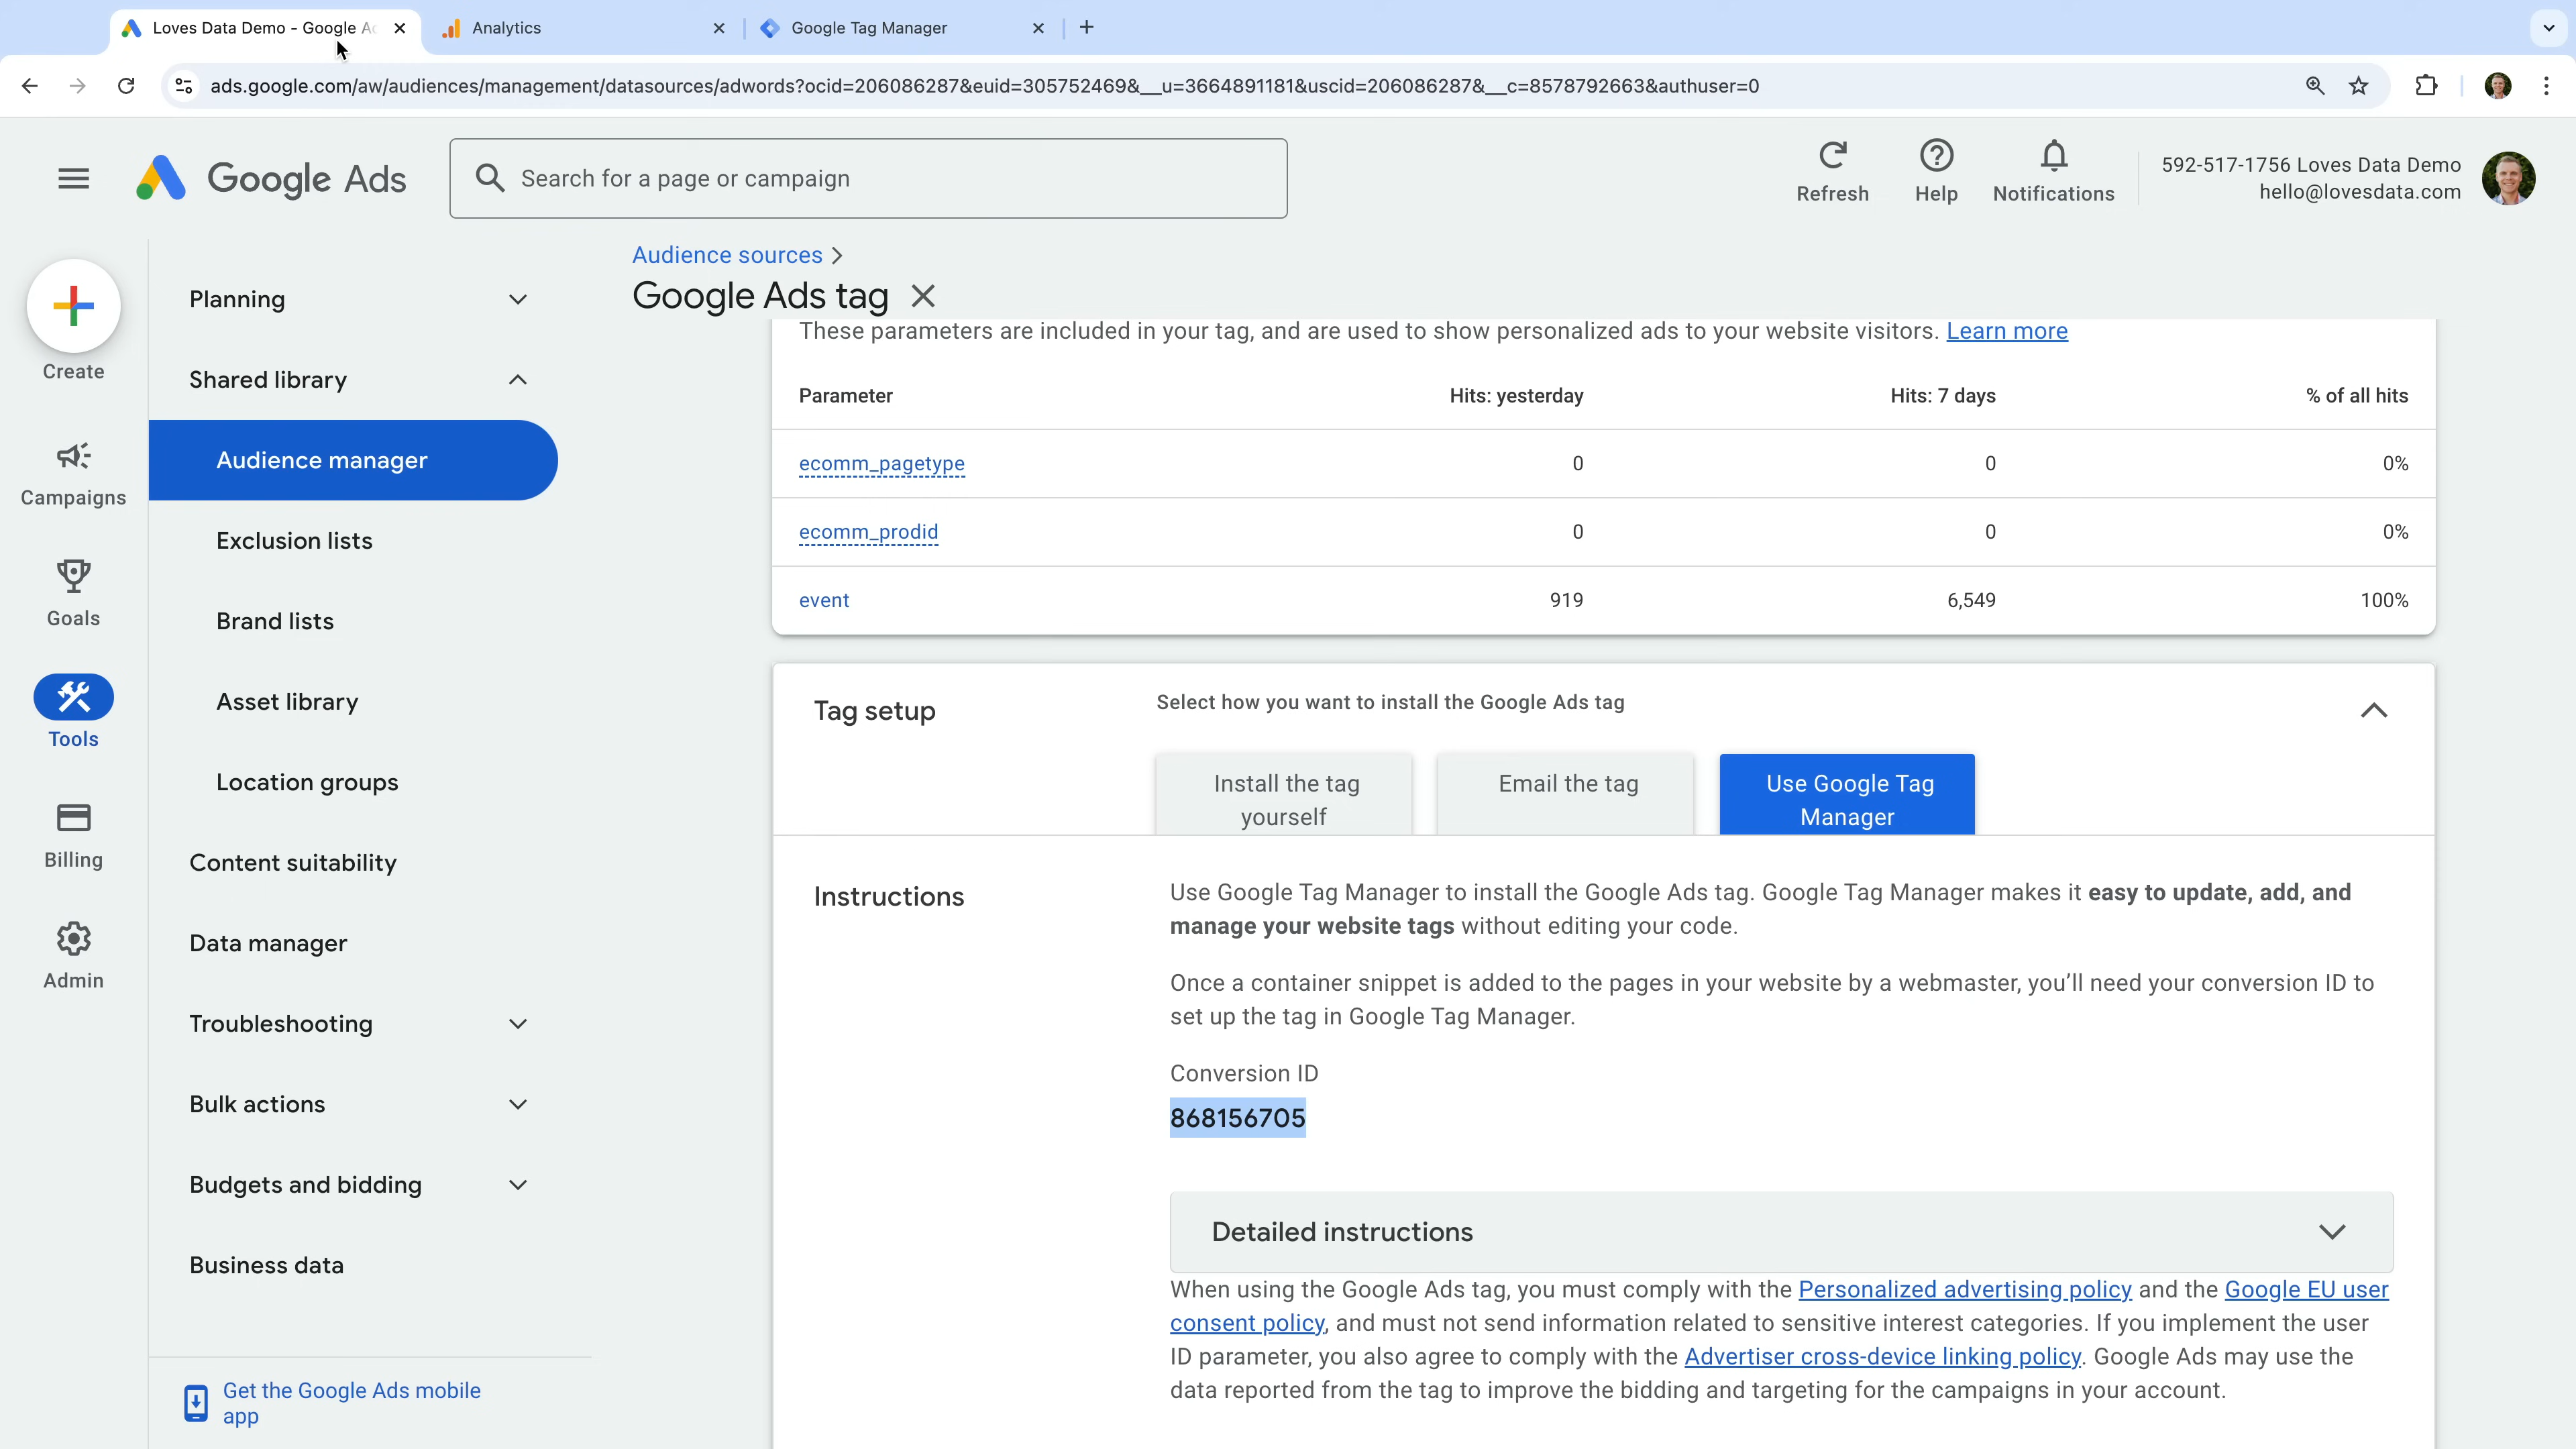 Loves Data Demo - Google Ad
Analytics
Google Tag Manager
ads.google.com/aw/audiences/management/datasources/adwords?ocid=206086287&euid=305752469&__u=3664891181&uscid=206086287&__c=8578792663&authuser=0
Google Ads
Search for a page or campaign
Refresh
Help
Notifications
592-517-1756 Loves Data Demo
hello@lovesdata.com
Create
Campaigns
Goals
Tools
Billing
Admin
Planning
Shared library
Audience manager
Exclusion lists
Brand lists
Asset library
Location groups
Content suitability
Data manager
Troubleshooting
Bulk actions
Budgets and bidding
Business data
Get the Google Ads mobile
app
Audience sources
Google Ads tag
These parameters are included in your tag, and are used to show personalized ads to your website visitors. Learn more
Parameter Hits: yesterday Hits: 7 days % of all hits
ecomm_pagetype 0 0 0%
ecomm_prodid 0 0 0%
event 919 6,549 100%
Tag setup
Select how you want to install the Google Ads tag
Install the tag
yourself
Email the tag
Use Google Tag
Manager
Instructions
Use Google Tag Manager to install the Google Ads tag. Google Tag Manager makes it easy to update, add, and
manage your website tags without editing your code.
Once a container snippet is added to the pages in your website by a webmaster, you’ll need your conversion ID to
set up the tag in Google Tag Manager.
Conversion ID
868156705
Detailed instructions
When using the Google Ads tag, you must comply with the Personalized advertising policy and the Google EU user
consent policy, and must not send information related to sensitive interest categories. If you implement the user
ID parameter, you also agree to comply with the Advertiser cross-device linking policy. Google Ads may use the
data reported from the tag to improve the bidding and targeting for the campaigns in your account.